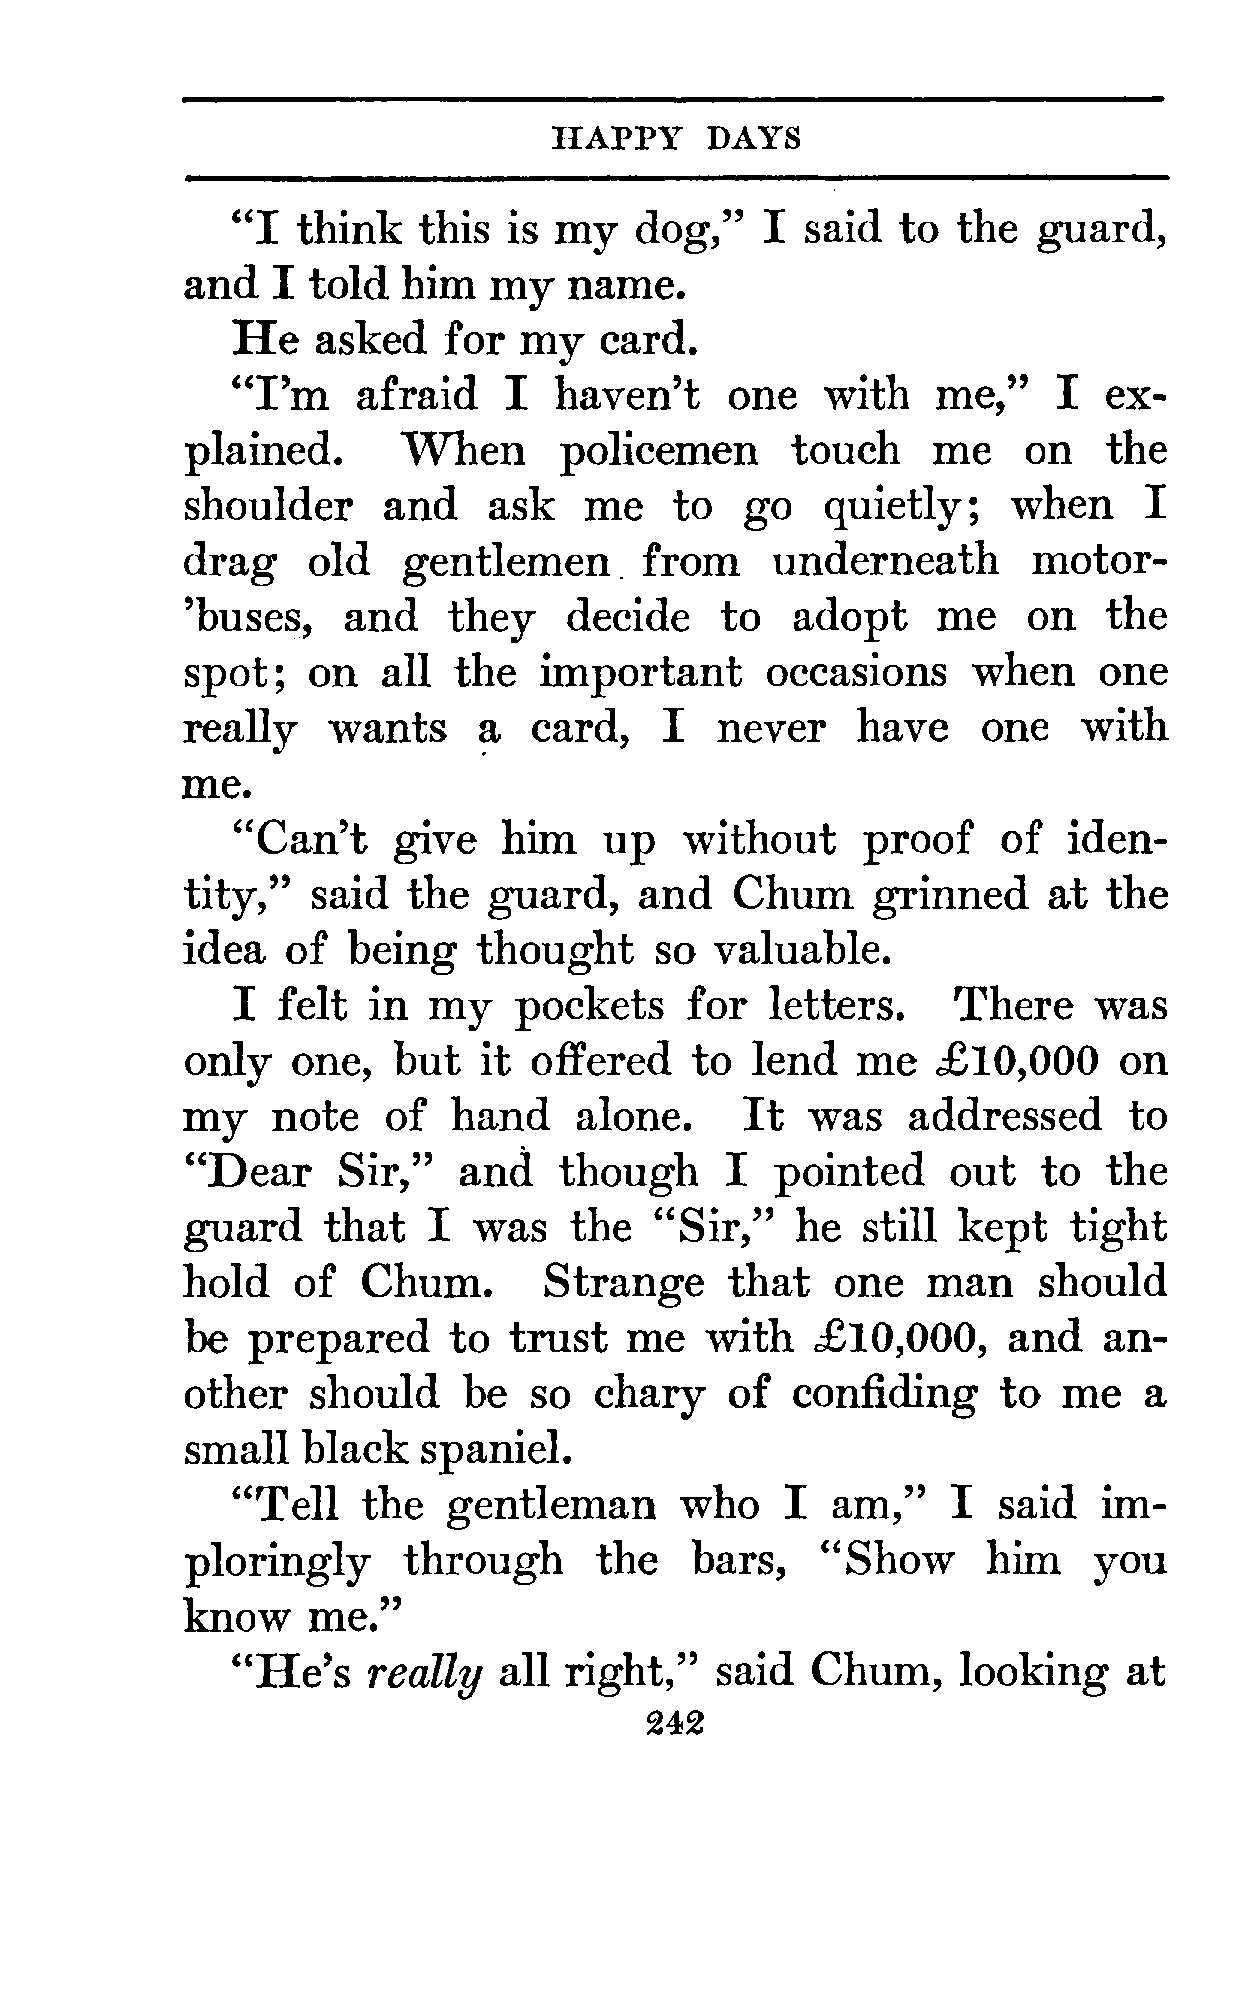 HAPPY DAYS
“I think this is my dog,” I said to the guard,
and I told him my name.
He asked for my card.
“I’m afraid I haven’t one with me,” I ex-
plained. When policemen touch me on the
shoulder and ask me to go quietly; when I
drag old gentlemen from underneath motor-
’buses, and they decide to adopt me on the
spot; on all the important occasions when one
really wants a card, I never have one with
me.
“Can’t give him up without proof of iden-
tity,” said the guard, and Chum grinned at the
idea of being thought so valuable.
I felt in my pockets for letters. There was
only one, but it offered to lend me £10,000 on
my note of hand alone. It was addressed to
“Dear Sir,” and though I pointed out to the
guard that I was the “Sir,” he still kept tight
hold of Chum. Strange that one man should
be prepared to trust me with £10,000, and an-
other should be so chary of confiding to me a
small black spaniel.
“Tell the gentleman who I am,” I said im-
ploringly through the bars, “Show him you
know me.”
“He’s really all right,” said Chum, looking at
242